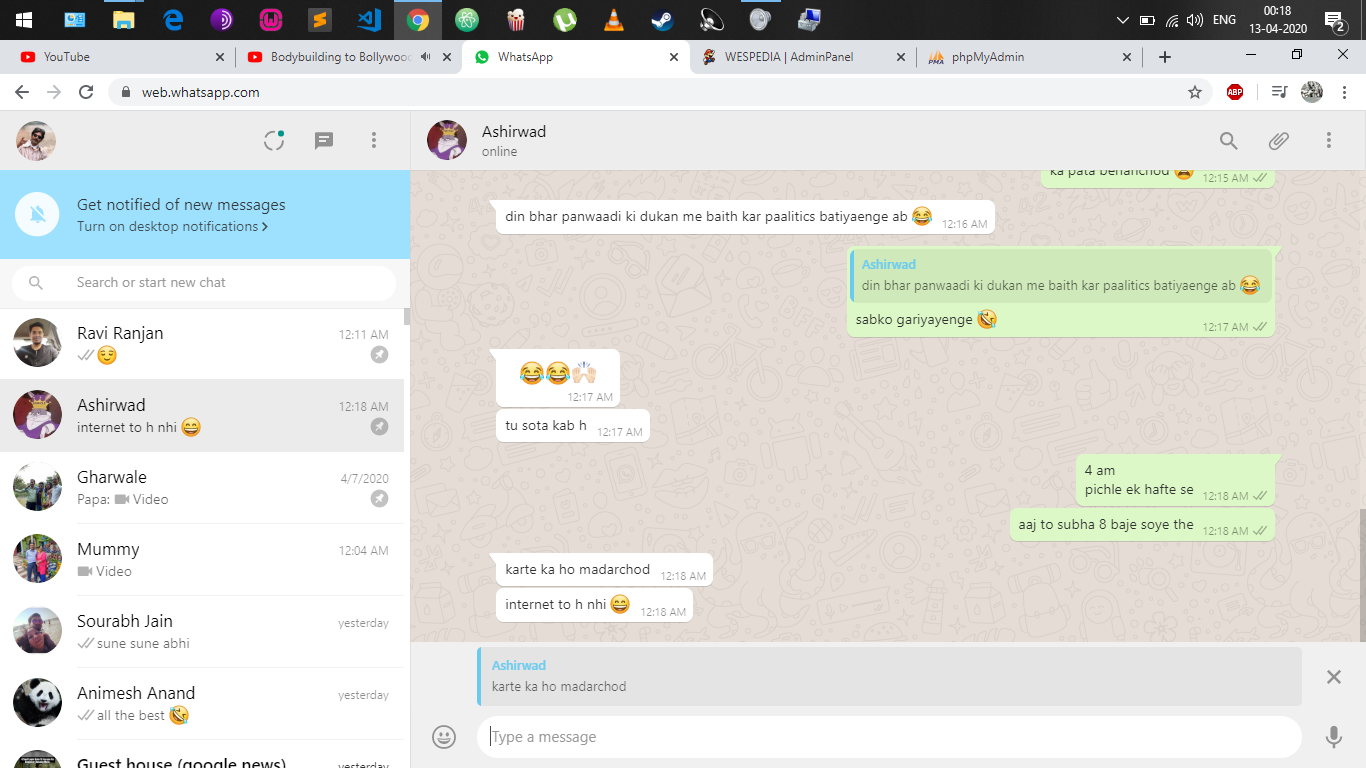 00:18
ENG
13-04-2020
2
YouTube
Bodybuilding to Bollywood
WhatsApp
WESPEDIA | AdminPanel
phpMyAdmin
web.whatsapp.com
ABP
Get notified of new messages
Turn on desktop notifications >
Search or start new chat
Ravi Ranjan
12:11 AM
Ashirwad
12:18 AM
internet to h nhi 😄
Gharwale
4/7/2020
Papa: Video
Mummy
12:04 AM
Video
Sourabh Jain
yesterday
sune sune abhi
Animesh Anand
yesterday
all the best 🤣
Guest house (google news)
yesterday
Ashirwad
online
ka pata behanchod 😫
12:15 AM
din bhar panwaadi ki dukan me baith kar paalitics batiyaenge ab 😂
12:16 AM
Ashirwad
din bhar panwaadi ki dukan me baith kar paalitics batiyaenge ab 😂
sabko gariyayenge 🤣
12:17 AM
😂😂🙌🏻
12:17 AM
tu sota kab h
12:17 AM
4 am
pichle ek hafte se
12:18 AM
aaj to subha 8 baje soye the
12:18 AM
karte ka ho madarchod
12:18 AM
internet to h nhi 😄
12:18 AM
Ashirwad
karte ka ho madarchod
Type a message